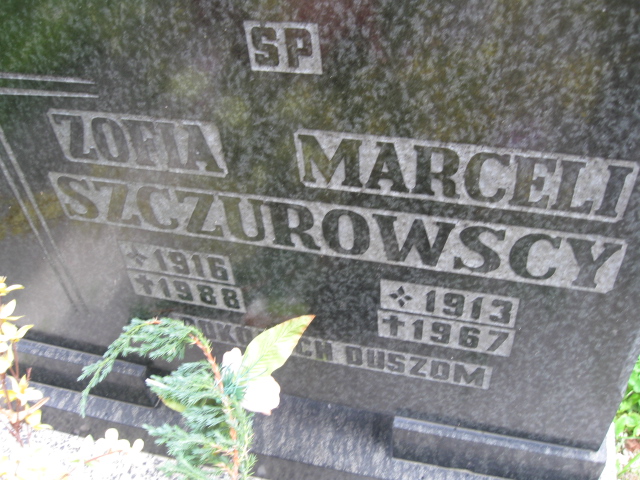 SP
ZOFIA MARCELI
SZCZUROWSCY
✣ 1916 ✣ 1913
✝ 1988 ✝ 1967
DUSZOM